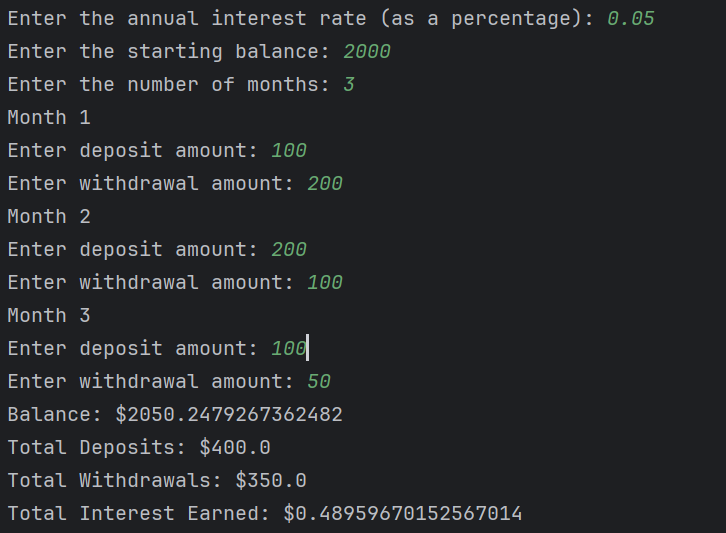 Enter the annual interest rate (as a percentage): 0.05
Enter the starting balance: 2000
Enter the number of months: 3
Month 1
Enter deposit amount: 100
Enter withdrawal amount: 200
Month 2
Enter deposit amount: 200
Enter withdrawal amount: 100
Month 3
Enter deposit amount: 100
Enter withdrawal amount: 50
Balance: $2050.2479267362482
Total Deposits: $400.0
Total Withdrawals: $350.0
Total Interest Earned: $0.48959670152567014